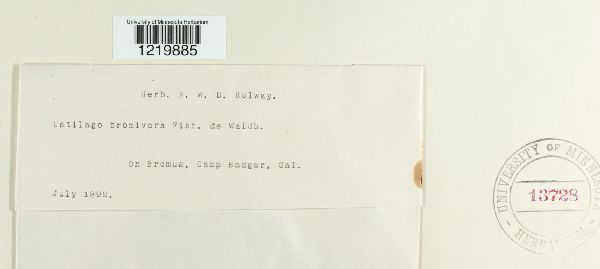 University of Minnesota Herbarium
1219885
Herb. E. W. D. Holway.
Ustilago bromivora Fish. de Waldh.
On Bromus, Camp Badger, Cal.
July 1892.
UNIVERSITY OF MINNESOTA
13728
HERBARIUM